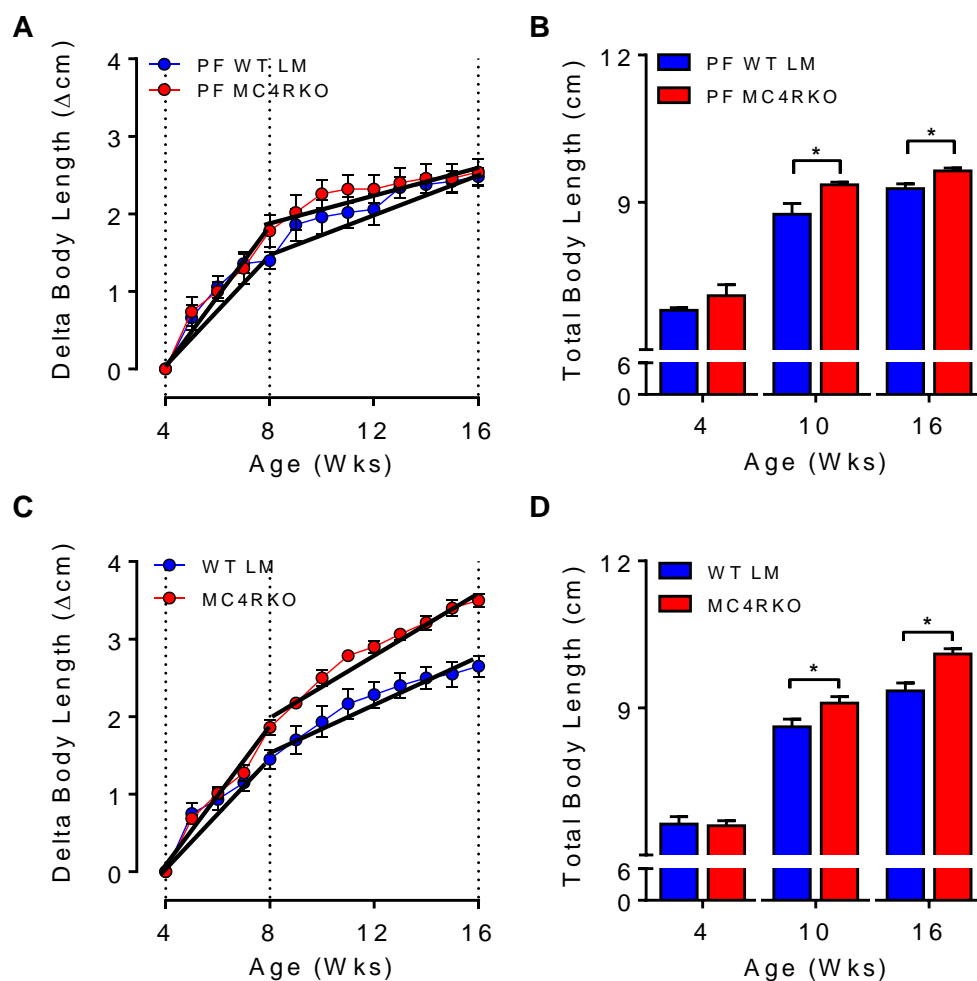 A
Delta Body Length (Δcm)
4
3
2
1
0
PF WT LM
PF MC4RKO
4 8 12 16
Age (Wks)
B
Total Body Length (cm)
12
9
6
0
PF WT LM
PF MC4RKO
* *
4 10 16
Age (Wks)
C
Delta Body Length (Δcm)
4
3
2
1
0
WT LM
MC4RKO
4 8 12 16
Age (Wks)
D
Total Body Length (cm)
12
9
6
0
WT LM
MC4RKO
* *
4 10 16
Age (Wks)